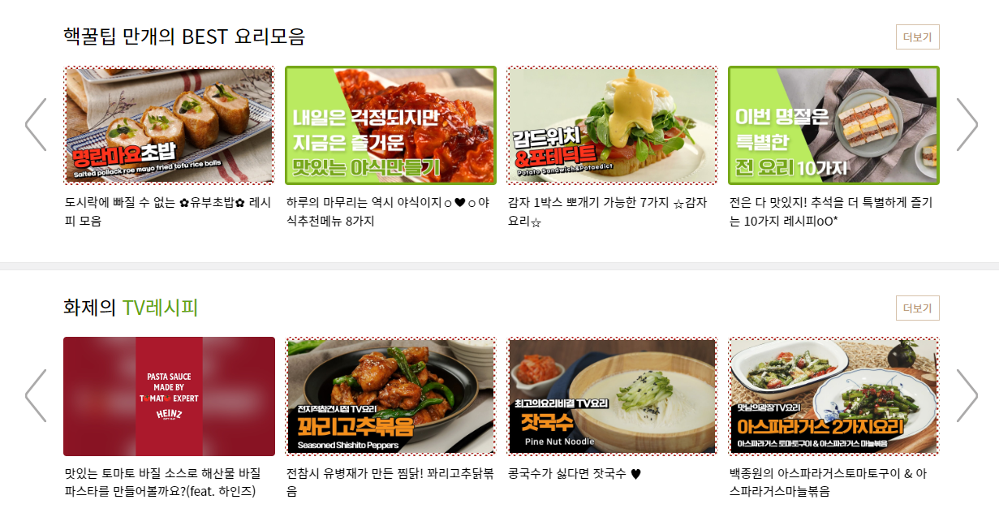 핵꿀팁 만개의 BEST 요리모음
더보기
명란마요초밥
Salted pollack roe mayo fried tofu rice balls
내일은 걱정되지만
지금은 즐거운
맛있는 야식만들기
감드위치
&포테딕트
Potato Sandwich&Potaedict
이번 명절은
특별한
전 요리 10가지
도시락에 빠질 수 없는 ✿유부초밥✿ 레시
피 모음
하루의 마무리는 역시 야식이지ㅇ♥ㅇ야
식추천메뉴 8가지
감자 1박스 뽀개기 가능한 7가지 ☆감자
요리☆
전은 다 맛있지! 추석을 더 특별하게 즐기
는 10가지 레시피oO*
화제의 TV레시피
더보기
PASTA SAUCE
MADE BY
TOMATO EXPERT
HEINZ
전지적참견시점 TV요리
꽈리고추볶음
Seasoned Shishito Peppers
최고의요리비결 TV요리
잣국수
Pine Nut Noodle
맛남의광장 TV요리
아스파라거스 2가지요리
아스파라거스 토마토구이 & 아스파라거스 마늘볶음
맛있는 토마토 바질 소스로 해산물 바질
파스타를 만들어볼까요?(feat. 하인즈)
전참시 유병재가 만든 찜닭! 꽈리고추닭볶
음
콩국수가 싫다면 잣국수 ♥
백종원의 아스파라거스토마토구이 & 아
스파라거스마늘볶음